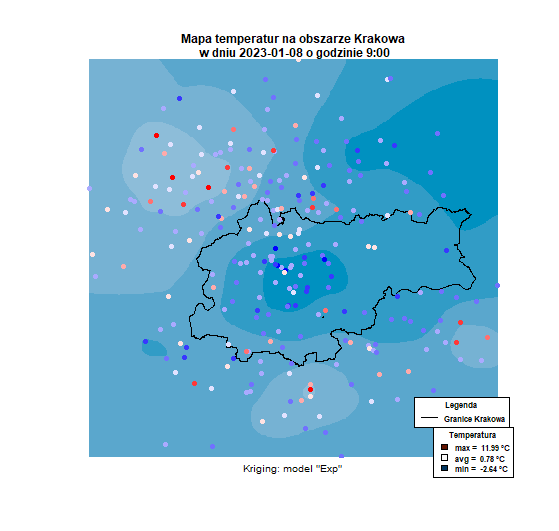 Mapa temperatur na obszarze Krakowa
w dniu 2023-01-08 o godzinie 9:00
Legenda
Granice Krakowa
Temperatura
max = 11.99 °C
avg = 0.78 °C
min = -2.64 °C
Kriging: model "Exp"